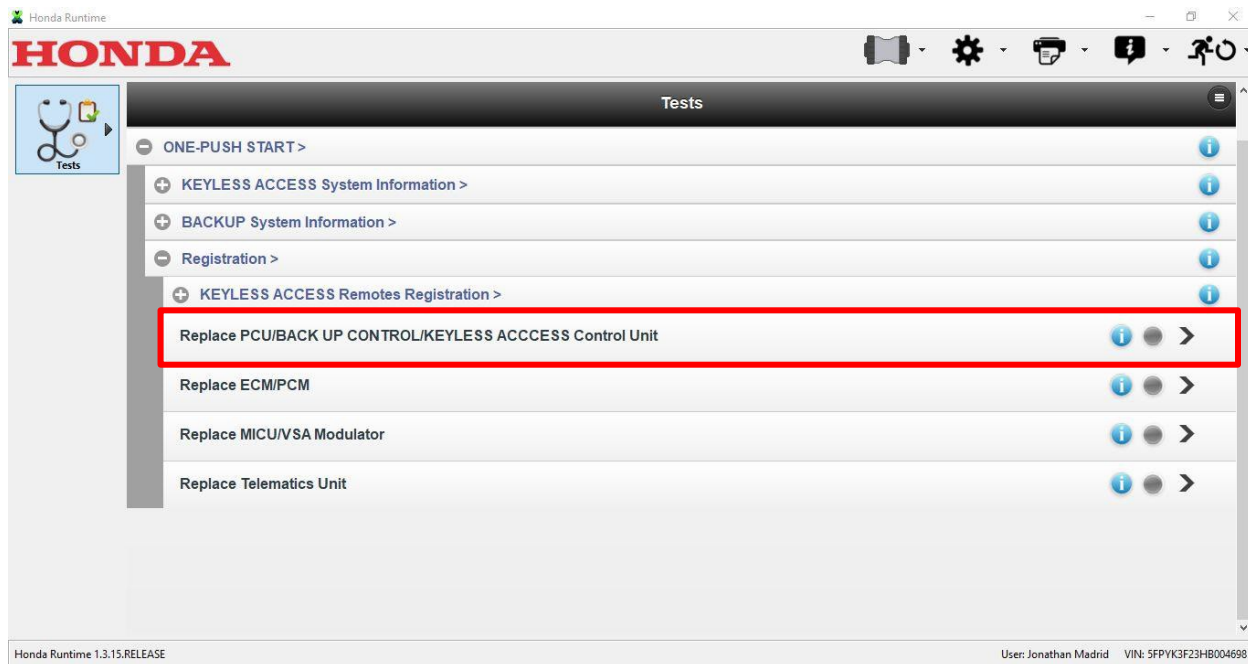 Honda Runtime
HONDA
Tests
Tests
ONE-PUSH START >
KEYLESS ACCESS System Information >
BACKUP System Information >
Registration >
KEYLESS ACCESS Remotes Registration >
Replace PCU/BACK UP CONTROL/KEYLESS ACCCESS Control Unit
Replace ECM/PCM
Replace MICU/VSA Modulator
Replace Telematics Unit
Honda Runtime 1.3.15.RELEASE
User: Jonathan Madrid VIN: 5FPYK3F23HB004698